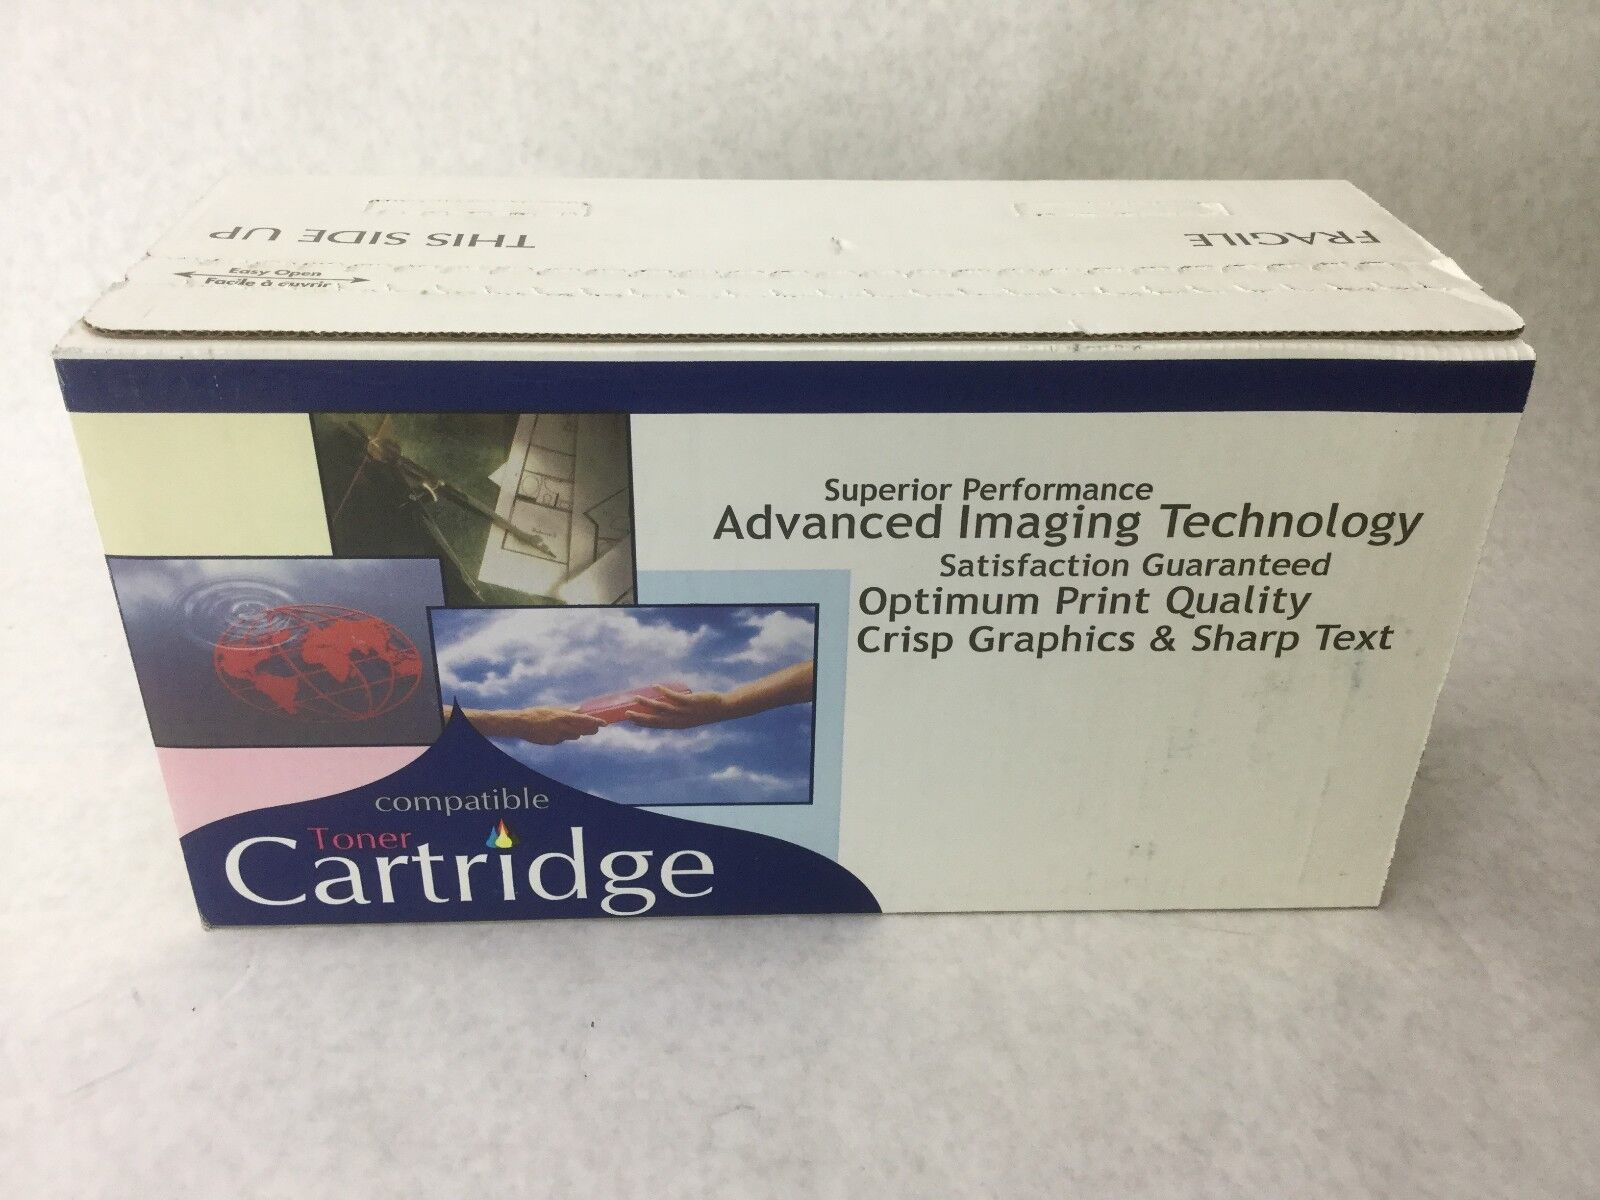 FRAGILE
THIS SIDE UP
Easy Open
Facile à ouvrir
Superior Performance
Advanced Imaging Technology
Satisfaction Guaranteed
Optimum Print Quality
Crisp Graphics & Sharp Text
compatible
Toner
Cartridge